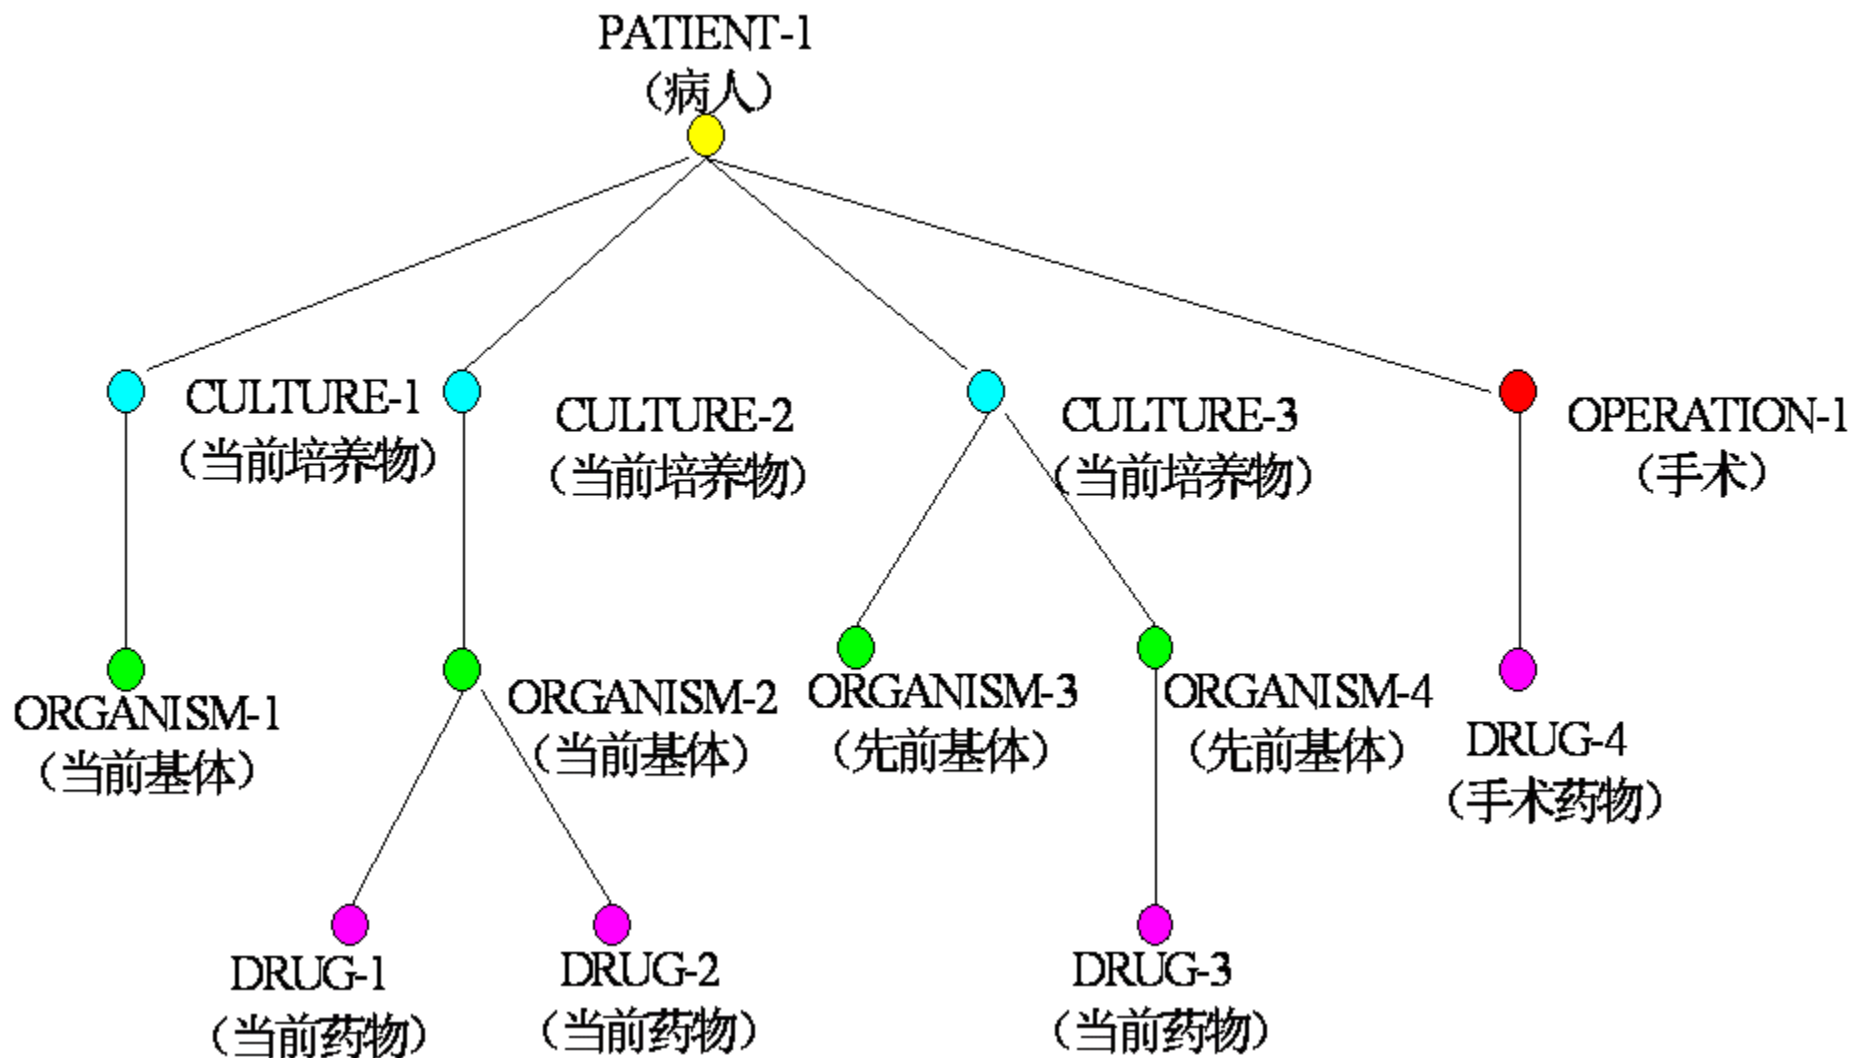 PATIENT-1
（病人）
CULTURE-1
（当前培养物）
CULTURE-2
（当前培养物）
CULTURE-3
（当前培养物）
OPERATION-1
（手术）
ORGANISM-1
（当前基体）
ORGANISM-2
（当前基体）
ORGANISM-3
（先前基体）
ORGANISM-4
（先前基体）
DRUG-4
（手术药物）
DRUG-1
（当前药物）
DRUG-2
（当前药物）
DRUG-3
（当前药物）